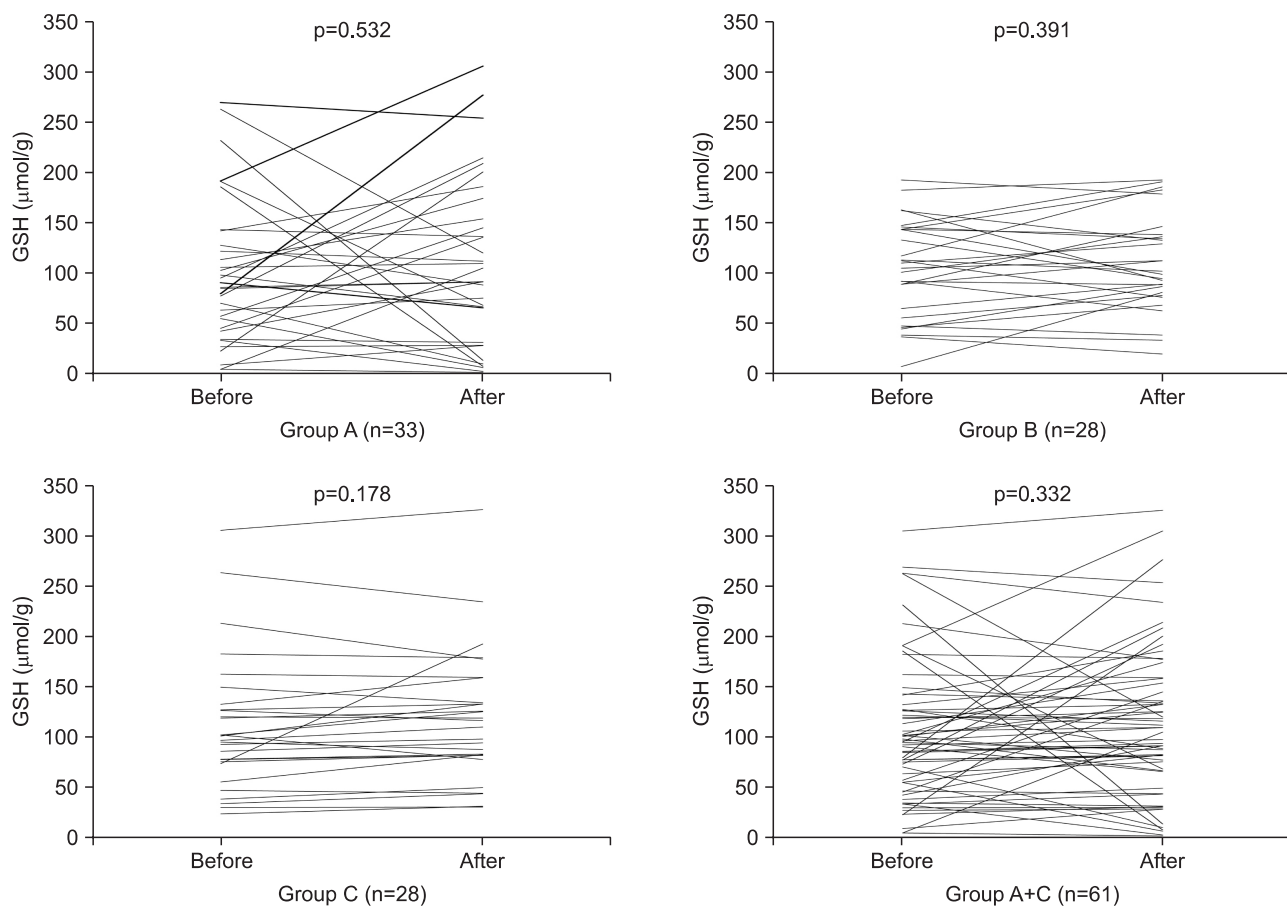 p=0.532
GSH (μmol/g)
350
300
250
200
150
100
50
0
Before
After
Group A (n=33)
p=0.391
GSH (μmol/g)
350
300
250
200
150
100
50
0
Before
After
Group B (n=28)
p=0.178
GSH (μmol/g)
350
300
250
200
150
100
50
0
Before
After
Group C (n=28)
p=0.332
GSH (μmol/g)
350
300
250
200
150
100
50
0
Before
After
Group A+C (n=61)